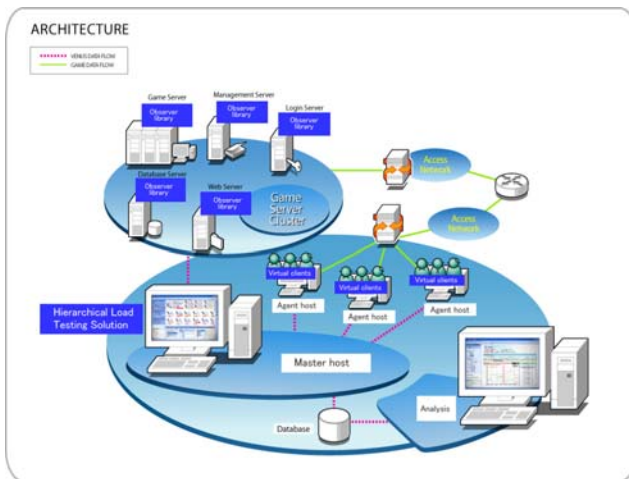 ARCHITECTURE
VENUS DATA FLOW
GAME DATA FLOW
Game Server
Observer
library
Management Server
Observer
library
Login Server
Observer
library
Database Server
Observer
library
Web Server
Observer
library
Game
Server
Cluster
Access
Network
Access
Network
Virtual clients
Agent host
Virtual clients
Agent host
Virtual clients
Agent host
Hierarchical Load
Testing Solution
Master host
Database
Analysis